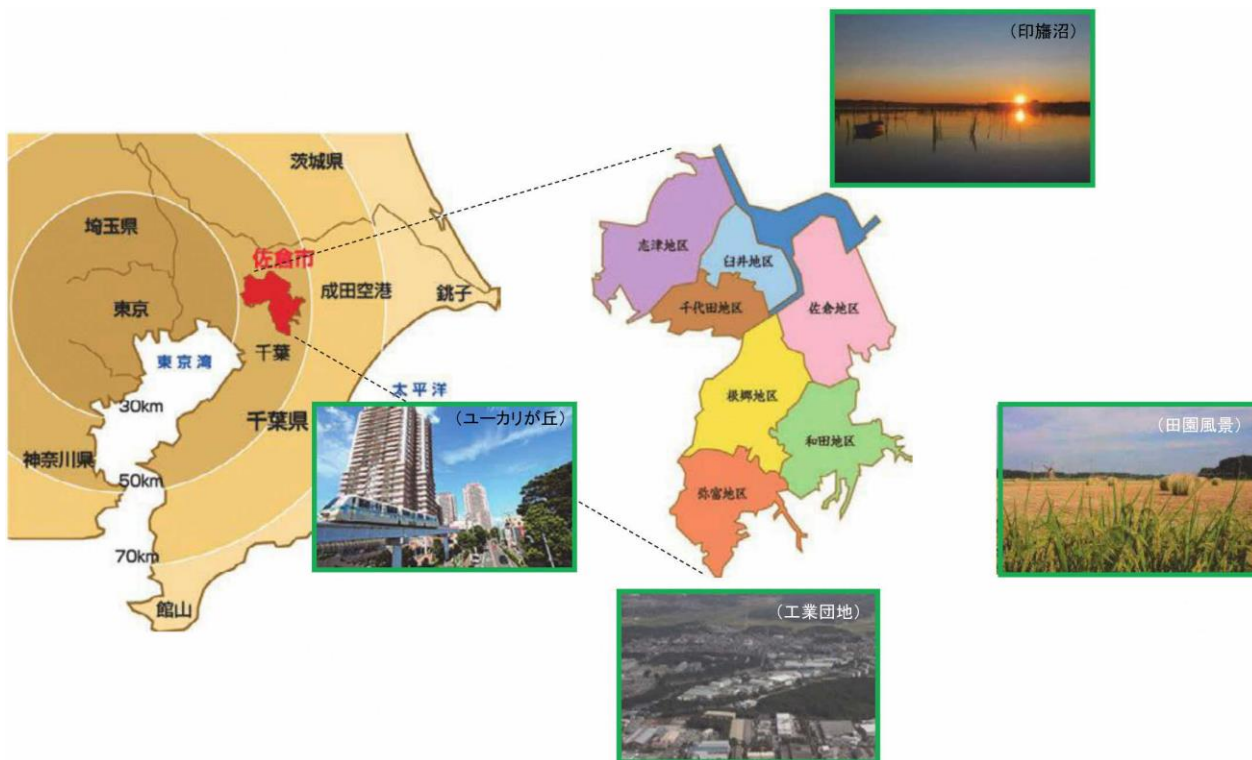 (印旛沼)
茨城県
埼玉県
佐倉市
成田空港
銚子
東京
千葉
東京湾
太平洋
30km
千葉県
神奈川県
50km
70km
館山
(ユーカリが丘)
志津地区
臼井地区
千代田地区
佐倉地区
根郷地区
和田地区
弥富地区
(田園風景)
(工業団地)